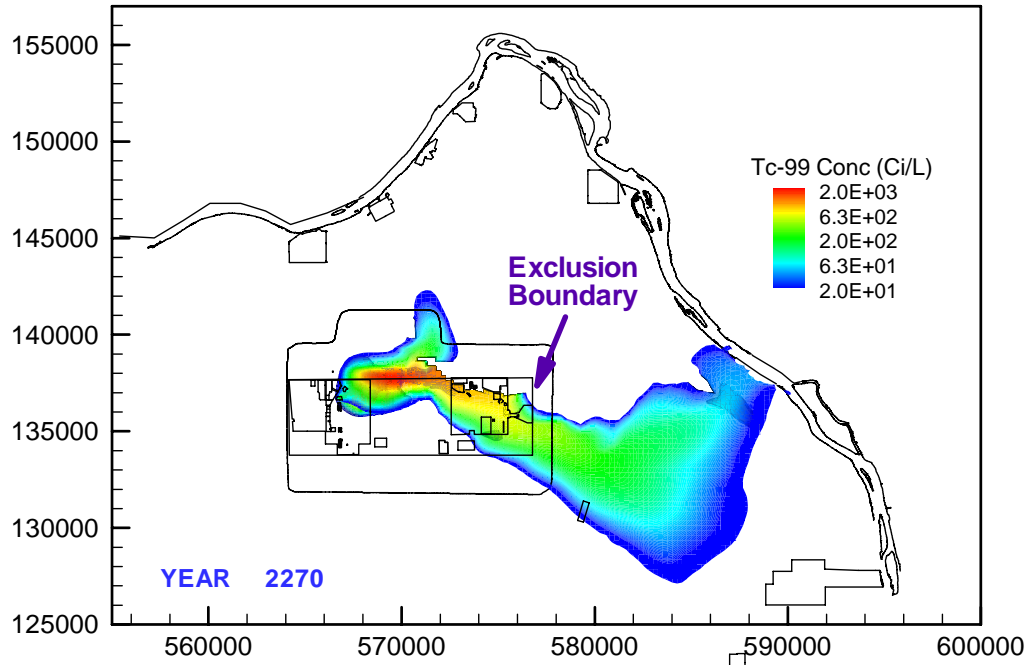 155000
150000
145000
140000
135000
130000
125000
Tc-99 Conc (Ci/L)
2.0E+03
6.3E+02
2.0E+02
6.3E+01
2.0E+01
Exclusion
Boundary
YEAR 2270
560000 570000 580000 590000 600000